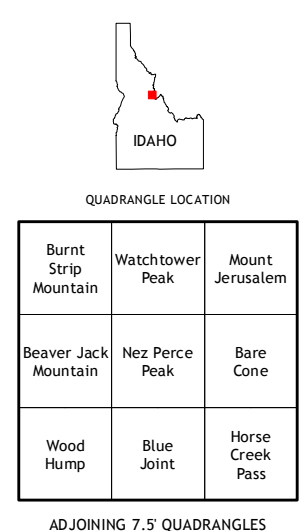 IDAHO
QUADRANGLE LOCATION
Burnt
Strip
Mountain
Watchtower
Peak
Mount
Jerusalem
Beaver Jack
Mountain
Nez Perce
Peak
Bare
Cone
Wood
Hump
Blue
Joint
Horse
Creek
Pass
ADJOINING 7.5' QUADRANGLES